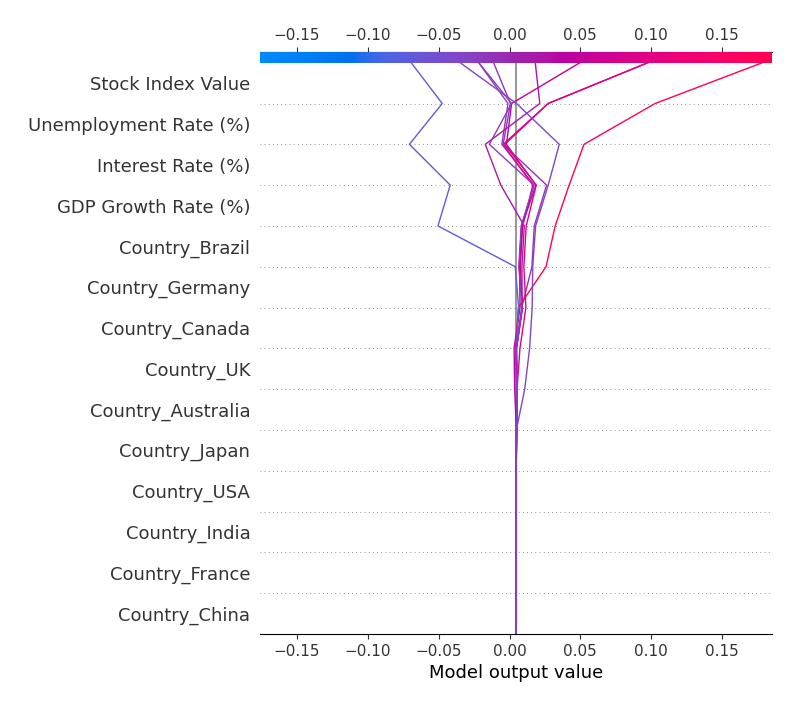 −0.15 −0.10 −0.05 0.00 0.05 0.10 0.15
Stock Index Value
Unemployment Rate (%)
Interest Rate (%)
GDP Growth Rate (%)
Country_Brazil
Country_Germany
Country_Canada
Country_UK
Country_Australia
Country_Japan
Country_USA
Country_India
Country_France
Country_China
−0.15 −0.10 −0.05 0.00 0.05 0.10 0.15
Model output value